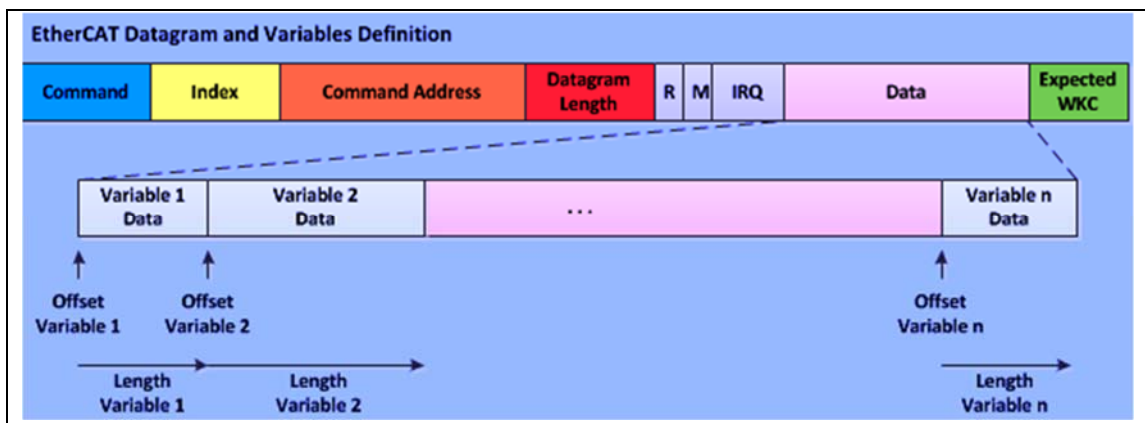 EtherCAT Datagram and Variables Definition
Command Index Command Address Datagram Length R M IRQ Data Expected WKC
Variable 1 Data Variable 2 Data ... Variable n Data
Offset Variable 1 Offset Variable 2 Offset Variable n
Length Variable 1 Length Variable 2 Length Variable n